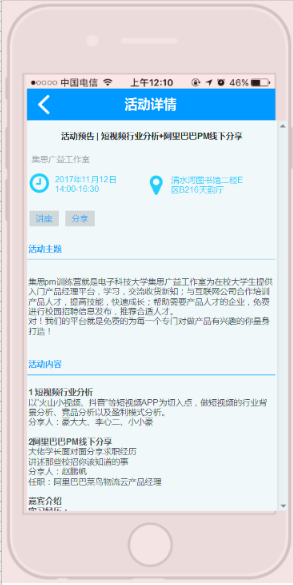 中国电信 上午12:10 46%
活动详情
活动预告 | 短视频行业分析+阿里巴巴PM线下分享
集思广益工作室
2017年11月12日
14:00-16:30
清水河图书馆二楼E
区B216天影厅
讲座 分享
活动主题
集思pm训练营就是电子科技大学集思广益工作室为在校大学生提供
入门产品经理平台，学习，交流收货新知；与互联网公司合作培训
产品人才，提高技能，快速成长；帮助需要产品人才的企业，免费
进行校园招聘信息发布，推荐合适人才。
对！我们的平台就是免费的为每一个专门对做产品有兴趣的你量身
打造！
活动内容
1 短视频行业分析
以“火山小视频、抖音”等短视频APP为切入点，做短视频的行业背
景分析、竞品分析以及盈利模式分析。
分享人：豪大大、李心二、小小豪
2阿里巴巴PM线下分享
大佬学长面对面分享求职经历
讲述那些校招你该知道的事
分享人：赵鹏帆
任职：阿里巴巴菜鸟物流云产品经理
嘉宾介绍